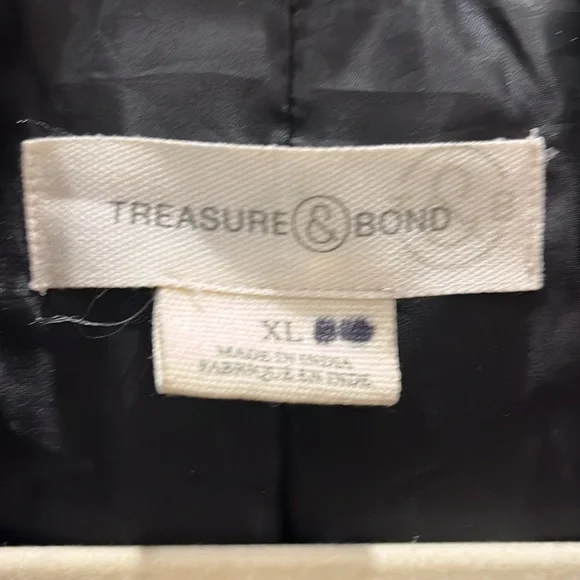 TREASURE & BOND
XL
MADE IN INDIA
FABRIQUÉ EN INDE